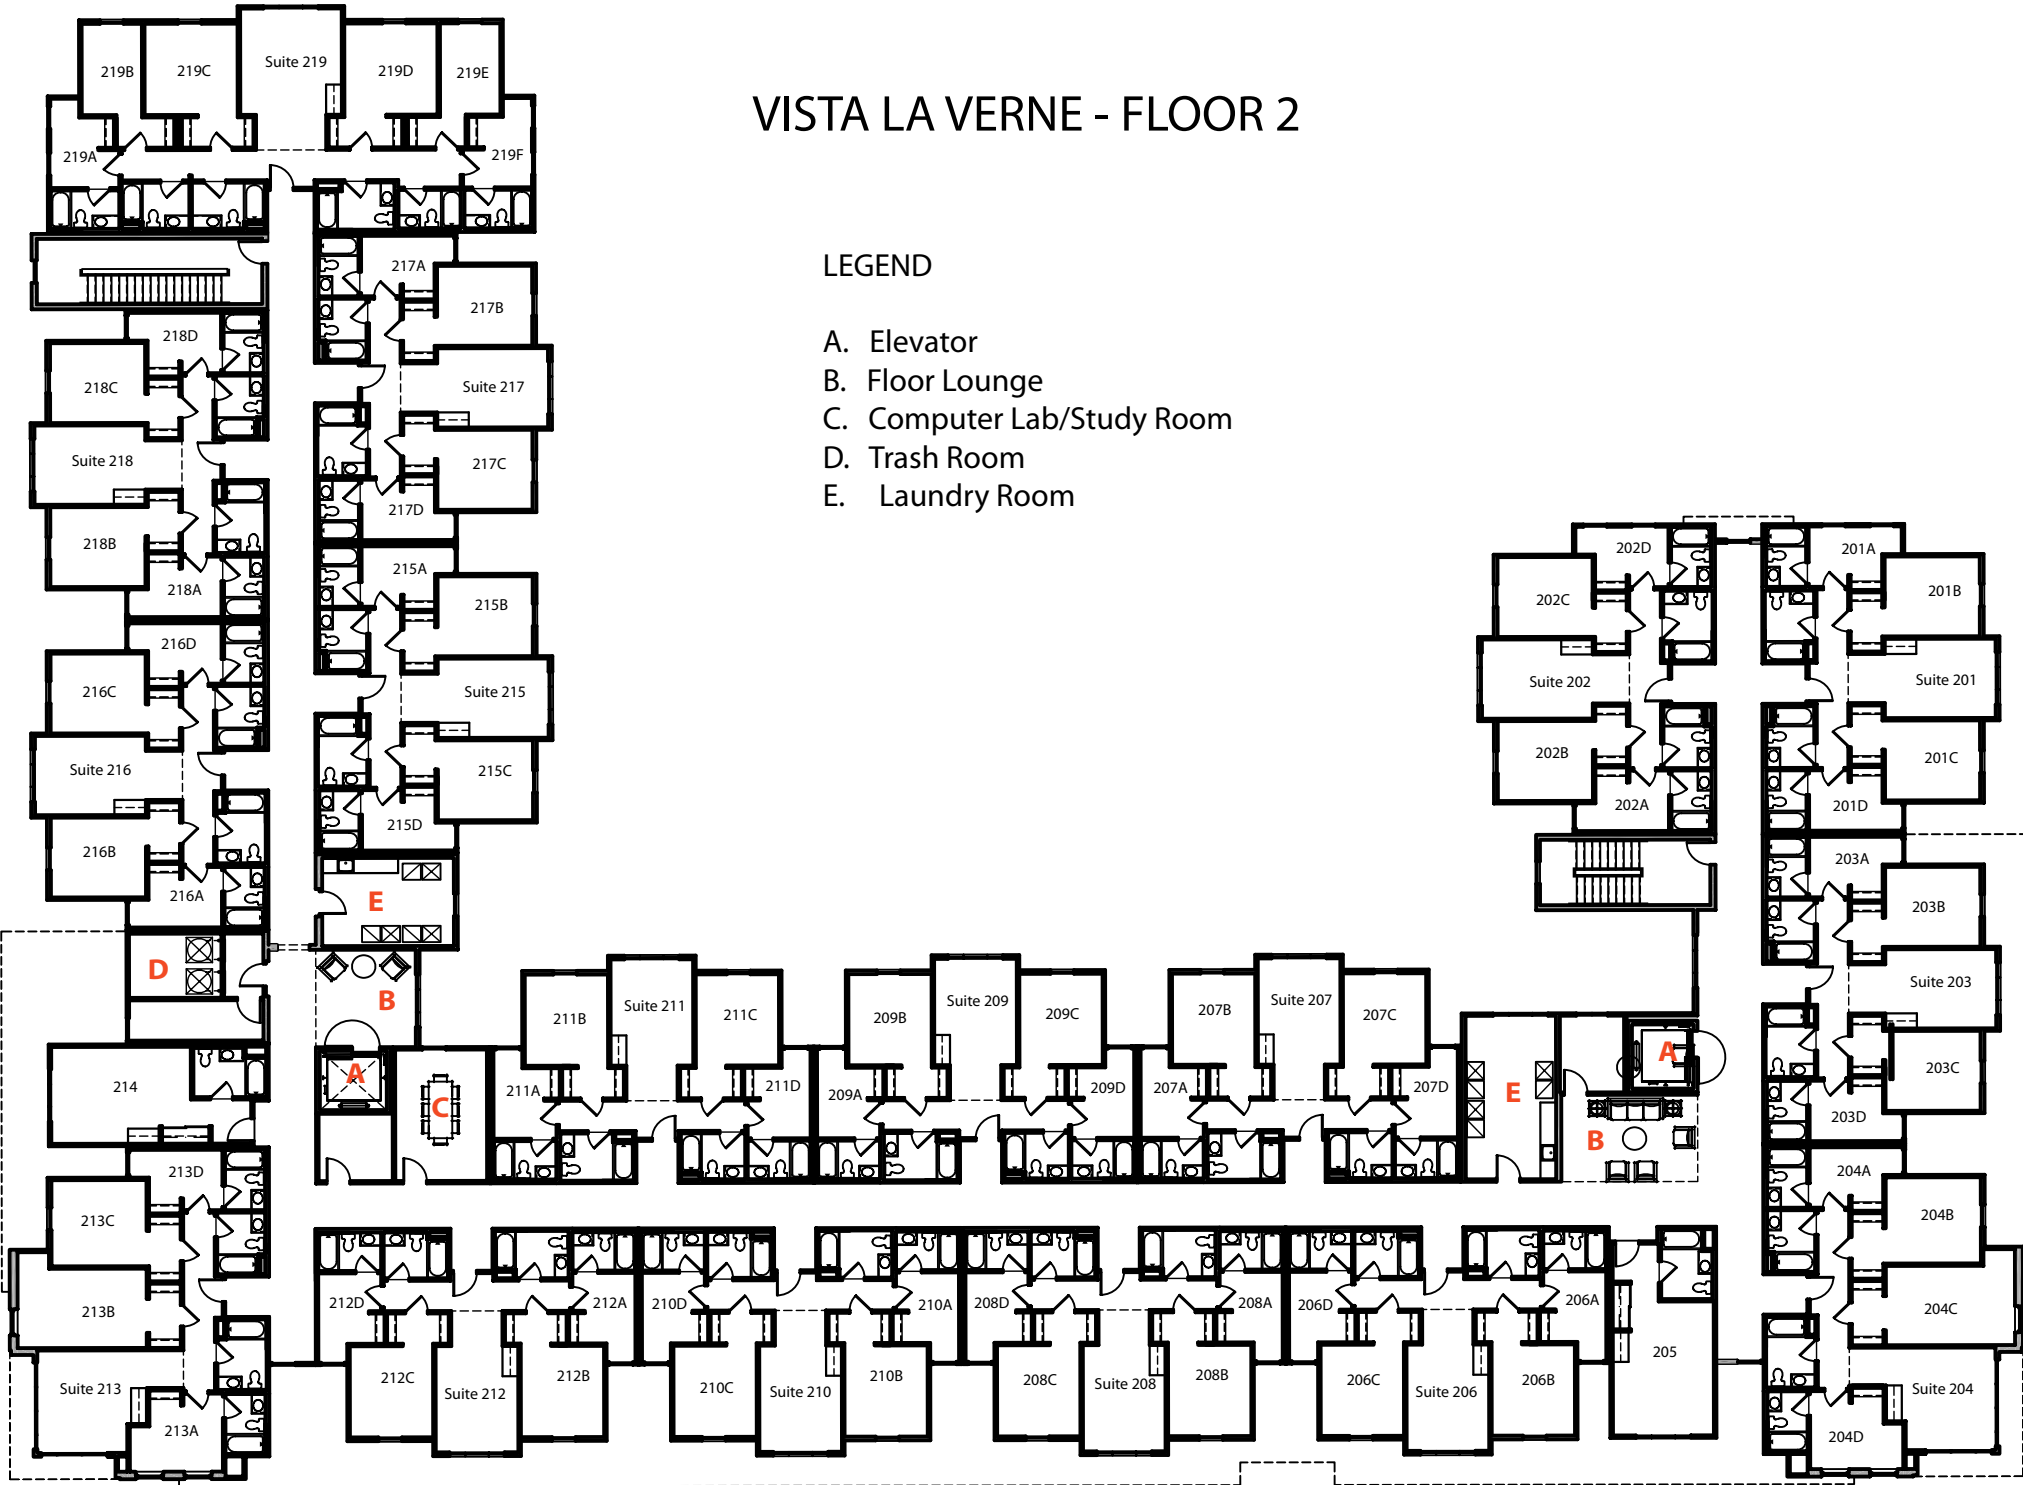 VISTA LA VERNE - FLOOR 2
LEGEND
A. Elevator
B. Floor Lounge
C. Computer Lab/Study Room
D. Trash Room
E. Laundry Room
219B
219C
Suite 219
219D
219E
219A
219F
217A
217B
Suite 217
217C
217D
218D
218C
Suite 218
218B
218A
215A
215B
Suite 215
215C
215D
216D
216C
Suite 216
216B
216A
E
D
B
A
C
214
213D
213C
213B
Suite 213
213A
211B
Suite 211
211C
211A
211D
209B
Suite 209
209C
209A
209D
207B
Suite 207
207C
207A
207D
E
A
B
202D
202C
Suite 202
202B
202A
201A
201B
Suite 201
201C
201D
203A
203B
Suite 203
203C
203D
204A
204B
204C
Suite 204
204D
212D
212A
212C
Suite 212
212B
210D
210A
210C
Suite 210
210B
208D
208A
208C
Suite 208
208B
206D
206A
206C
Suite 206
206B
205